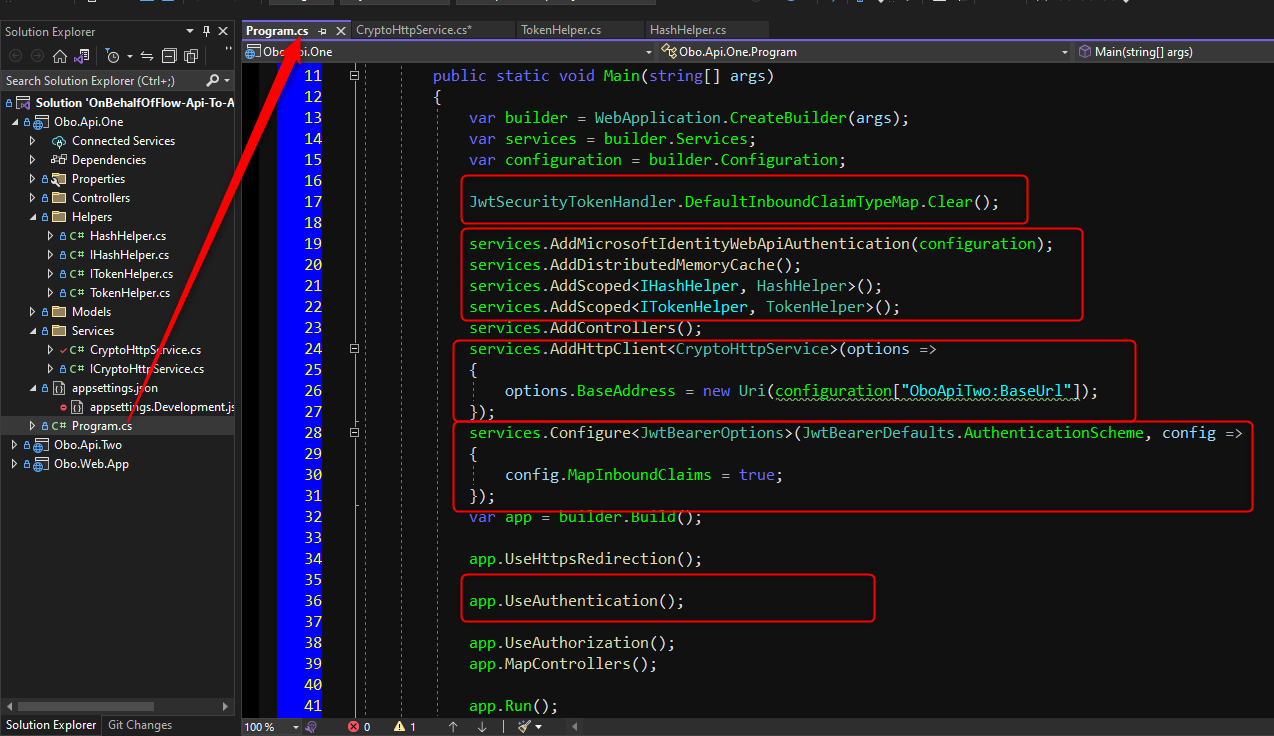 Solution Explorer
Search Solution Explorer (Ctrl+;)
Solution 'OnBehalfOfFlow-Api-To-A
Obo.Api.One
Connected Services
Dependencies
Properties
Controllers
Helpers
C# HashHelper.cs
C# IHashHelper.cs
C# ITokenHelper.cs
C# TokenHelper.cs
Models
Services
C# CryptoHttpService.cs
C# ICryptoHttpService.cs
appsettings.json
appsettings.Development.js
C# Program.cs
Obo.Api.Two
Obo.Web.App
Solution Explorer Git Changes
Program.cs CryptoHttpService.cs* TokenHelper.cs HashHelper.cs
Obo.Api.One Obo.Api.One.Program Main(string[] args)
11 public static void Main(string[] args)
12 {
13 var builder = WebApplication.CreateBuilder(args);
14 var services = builder.Services;
15 var configuration = builder.Configuration;
16
17 JwtSecurityTokenHandler.DefaultInboundClaimTypeMap.Clear();
18
19 services.AddMicrosoftIdentityWebApiAuthentication(configuration);
20 services.AddDistributedMemoryCache();
21 services.AddScoped<IHashHelper, HashHelper>();
22 services.AddScoped<ITokenHelper, TokenHelper>();
23 services.AddControllers();
24 services.AddHttpClient<CryptoHttpService>(options =>
25 {
26 options.BaseAddress = new Uri(configuration["OboApiTwo:BaseUrl"]);
27 });
28 services.Configure<JwtBearerOptions>(JwtBearerDefaults.AuthenticationScheme, config =>
29 {
30 config.MapInboundClaims = true;
31 });
32 var app = builder.Build();
33
34 app.UseHttpsRedirection();
35
36 app.UseAuthentication();
37
38 app.UseAuthorization();
39 app.MapControllers();
40
41 app.Run();
100 % 0 1